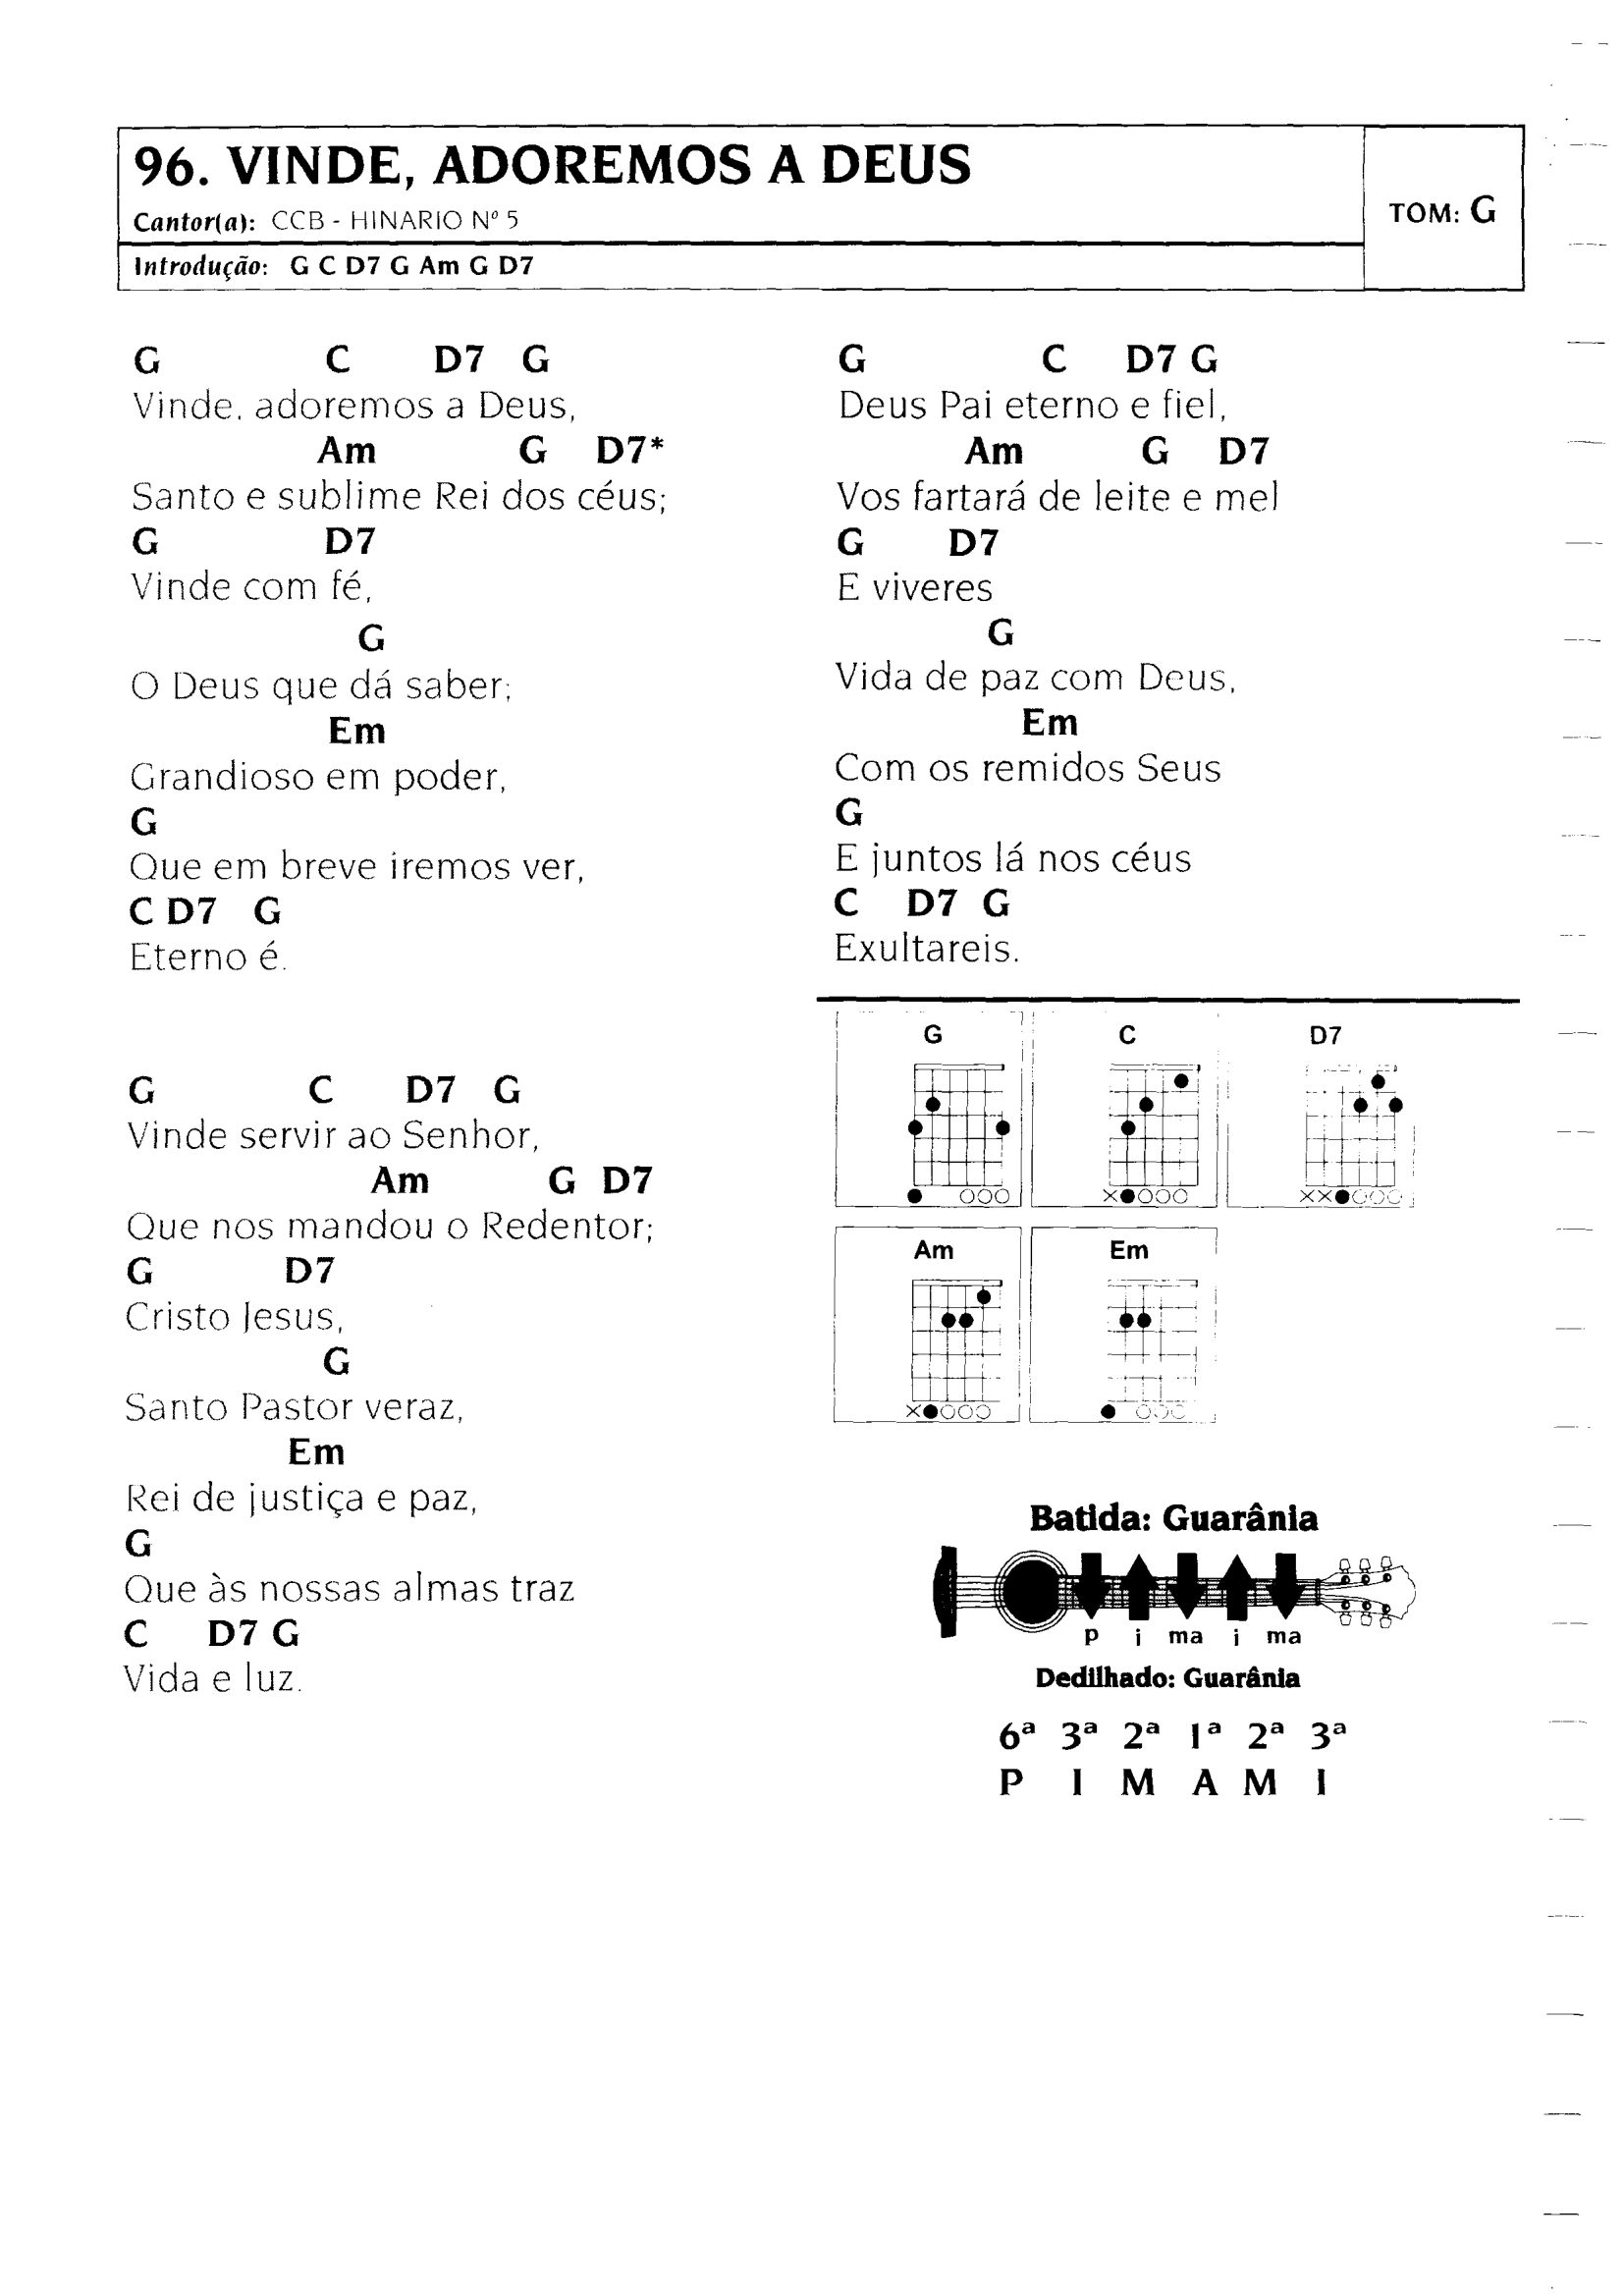 96. VINDE, ADOREMOS A DEUS
Cantor(a): CCB - HINARIO Nº 5
TOM: G
Introdução: G C D7 G Am G D7
G C D7 G
Vinde, adoremos a Deus,
Am G D7*
Santo e sublime Rei dos céus;
G D7
Vinde com fé,
G
O Deus que dá saber;
Em
Grandioso em poder,
G
Que em breve iremos ver,
C D7 G
Eterno é.
G C D7 G
Vinde servir ao Senhor,
Am G D7
Que nos mandou o Redentor;
G D7
Cristo Jesus,
G
Santo Pastor veraz,
Em
Rei de justiça e paz,
G
Que às nossas almas traz
C D7 G
Vida e luz.
G C D7 G
Deus Pai eterno e fiel,
Am G D7
Vos fartará de leite e mel
G D7
E viveres
G
Vida de paz com Deus,
Em
Com os remidos Seus
G
E juntos lá nos céus
C D7 G
Exultareis.
G C D7
Am Em
Batida: Guarânia
p i ma i ma
Dedilhado: Guarânia
6ª 3ª 2ª 1ª 2ª 3ª
P I M A M I